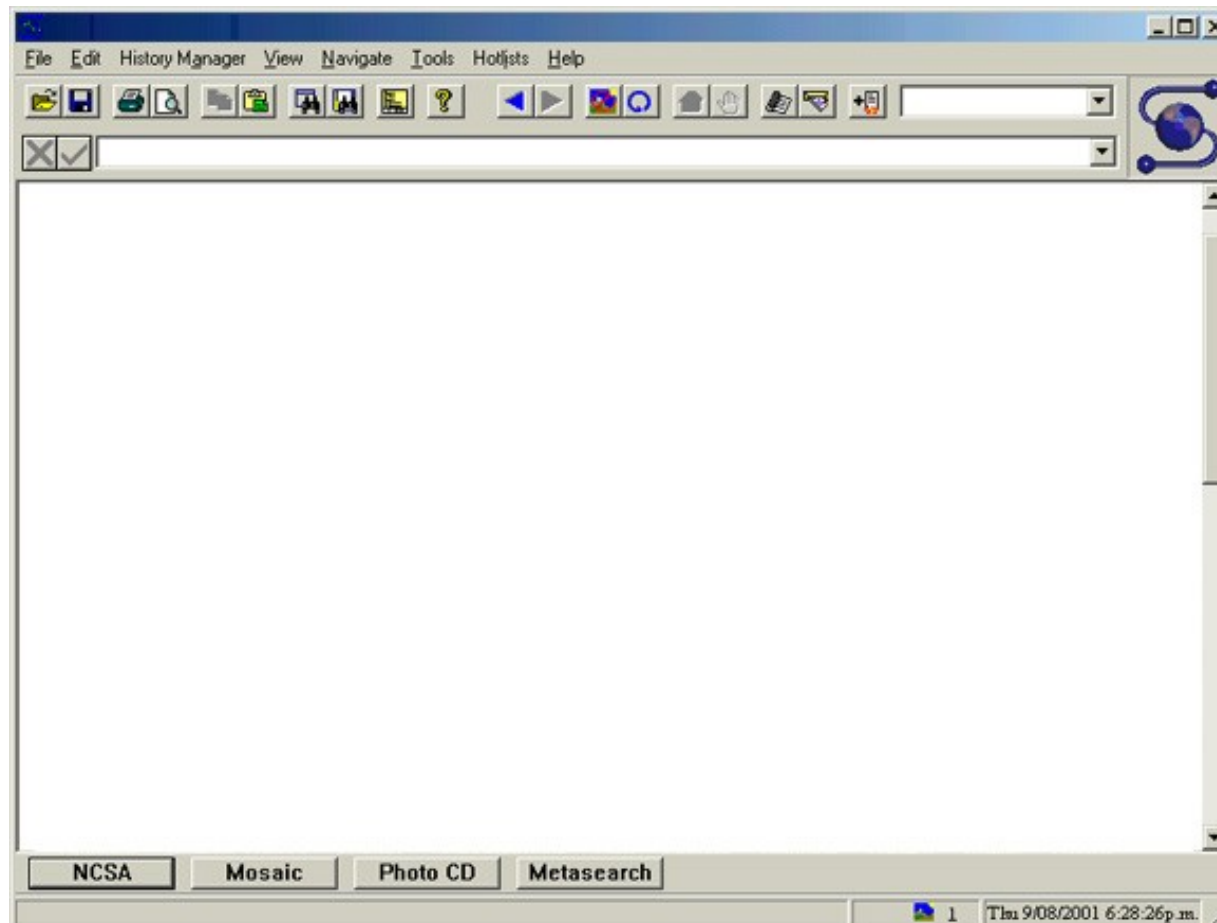 File Edit History Manager View Navigate Tools Hotlists Help
NCSA Mosaic Photo CD Metasearch
1 Thu 9/08/2001 6:28:26p.m.